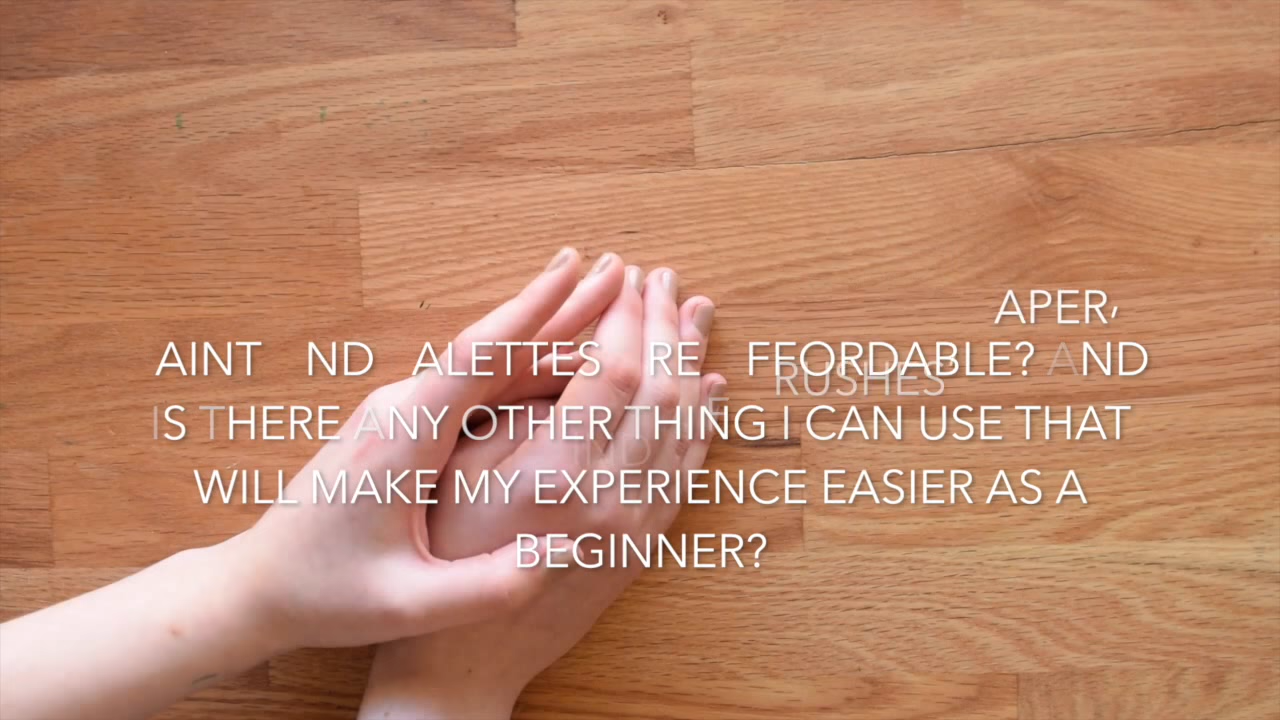 APER,
AINT ND ALETTES RE FFORDABLE? AND
RUSHES
IS THERE ANY OTHER THING I CAN USE THAT
WILL MAKE MY EXPERIENCE EASIER AS A
BEGINNER?